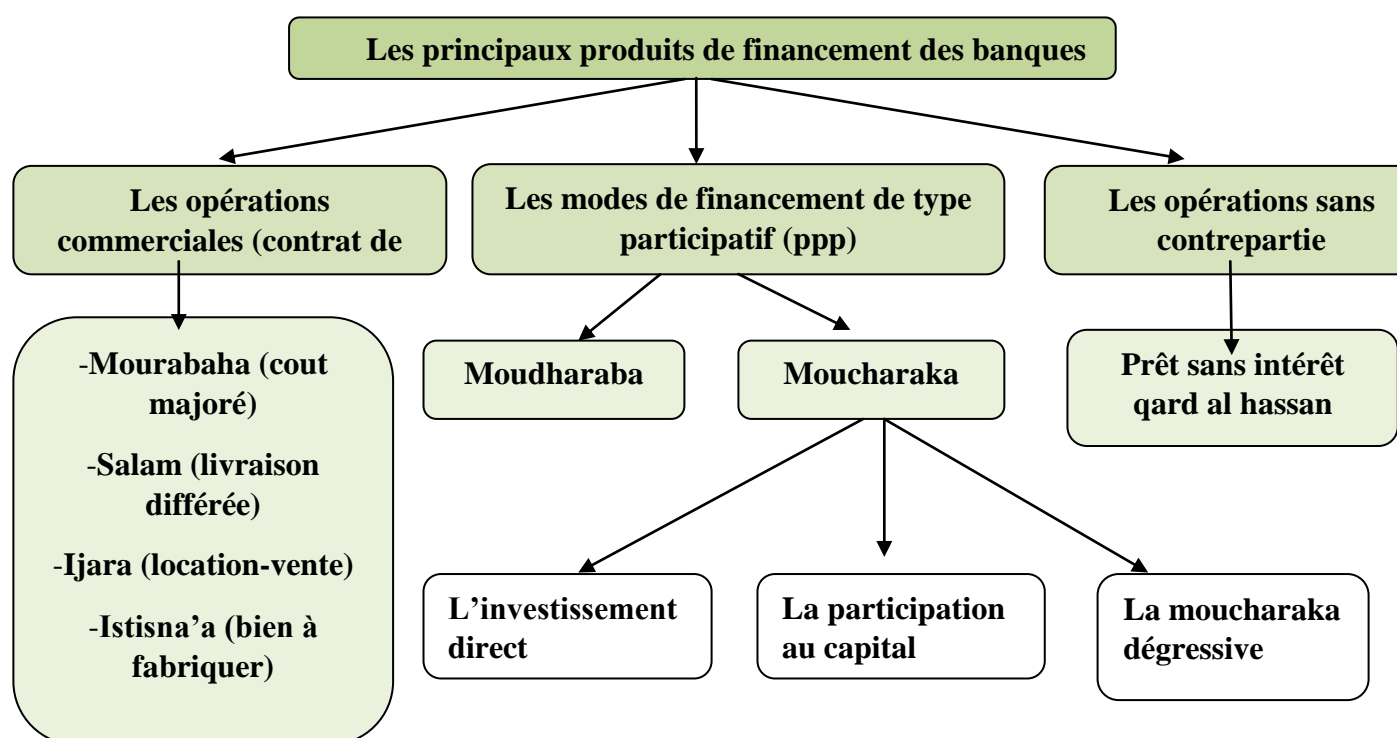 Les principaux produits de financement des banques
Les opérations
commerciales (contrat de
Les modes de financement de type
participatif (ppp)
Les opérations sans
contrepartie
-Mourabaha (cout
majoré)
-Salam (livraison
différée)
-Ijara (location-vente)
-Istisna’a (bien à
fabriquer)
Moudharaba
Moucharaka
Prêt sans intérêt
qard al hassan
L’investissement
direct
La participation
au capital
La moucharaka
dégressive